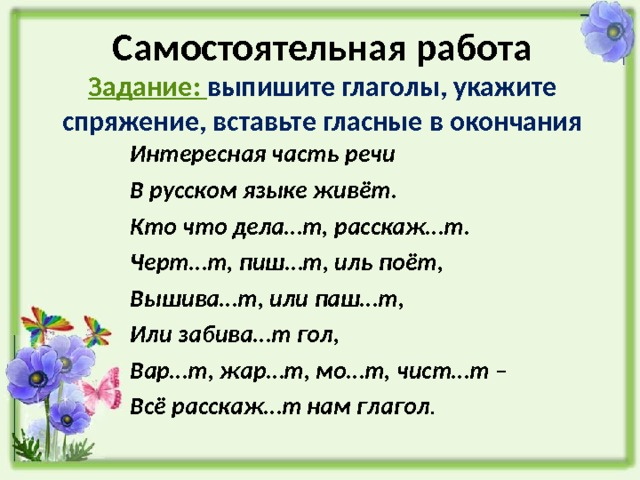 Самостоятельная работа
Задание: выпишите глаголы, укажите
спряжение, вставьте гласные в окончания
Интересная часть речи
В русском языке живёт.
Кто что дела…т, расскаж…т.
Черт…т, пиш…т, иль поёт,
Вышива…т, или паш…т,
Или забива…т гол,
Вар…т, жар…т, мо…т, чист…т –
Всё расскаж…т нам глагол.